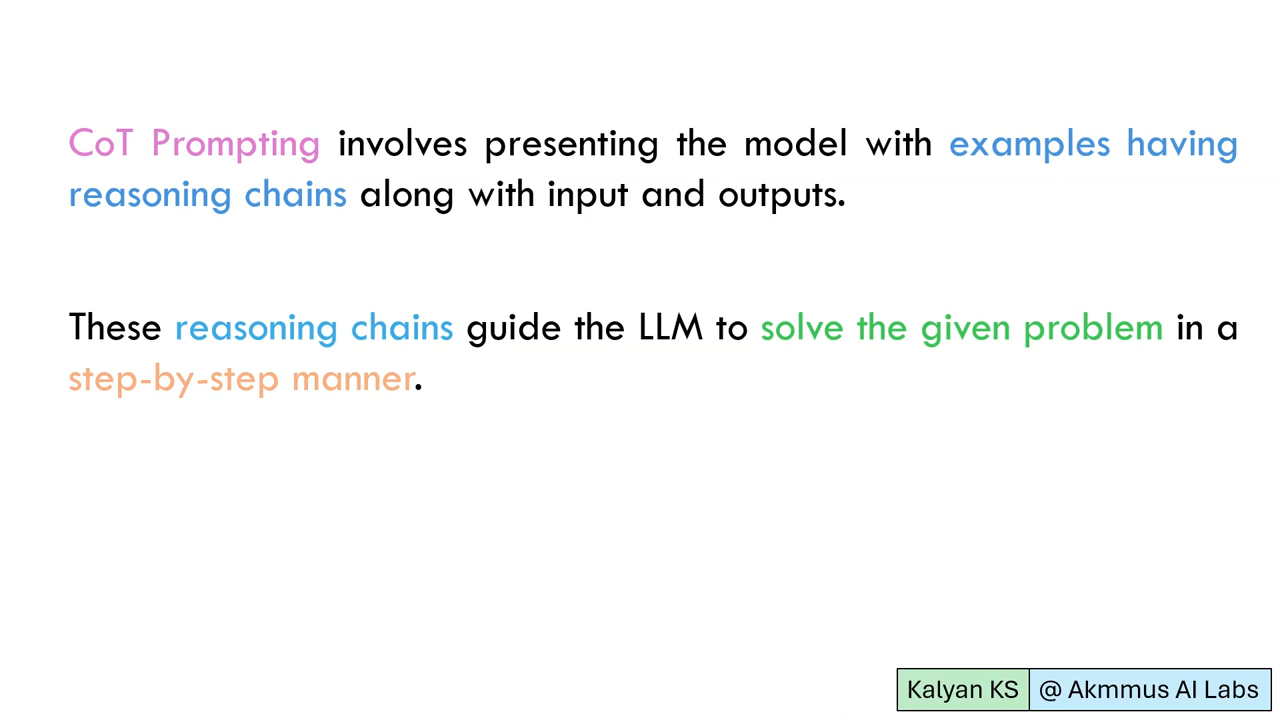 CoT Prompting involves presenting the model with examples having
reasoning chains along with input and outputs.
These reasoning chains guide the LLM to solve the given problem in a
step-by-step manner.
Kalyan KS @ Akmmus AI Labs